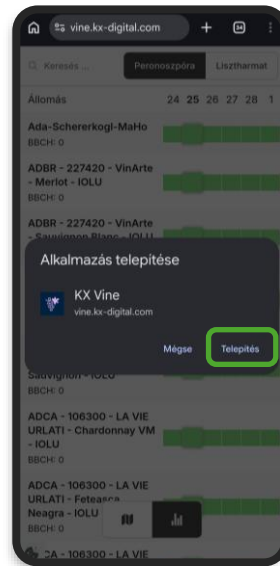 vine.kx-digital.com
Keresés ...
Peronoszpóra
Lisztharmat
Állomás 24 25 26 27 28 1
Ada-Schererkogl-MaHo
BBCH: 0
ADBR - 227420 - VinArte
- Merlot - IOLU
BBCH: 0
ADBR - 227420 - VinArte
- Sauvignon Blanc - IOLU
Alkalmazás telepítése
KX Vine
vine.kx-digital.com
Mégse
Telepítés
Sauvignon - IOLU
BBCH: 0
ADCA - 106300 - LA VIE
URLATI - Chardonnay VM
- IOLU
BBCH: 0
ADCA - 106300 - LA VIE
URLATI - Feteasca
Neagra - IOLU
BBCH: 0
CA - 106300 - LA VIE